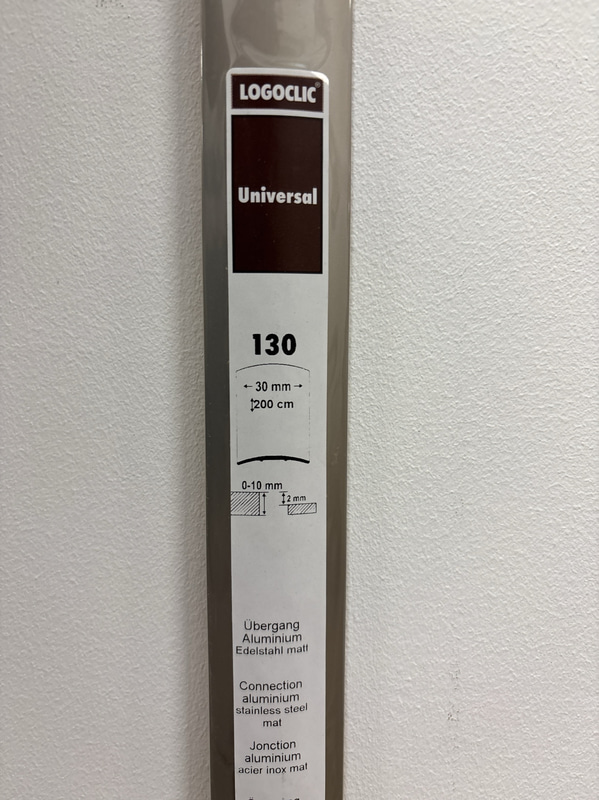 LOGOCLIC®
Universal
130
30 mm
200 cm
0-10 mm
2 mm
Übergang
Aluminium
Edelstahl matt
Connection
aluminium
stainless steel
mat
Jonction
aluminium
acier inox mat